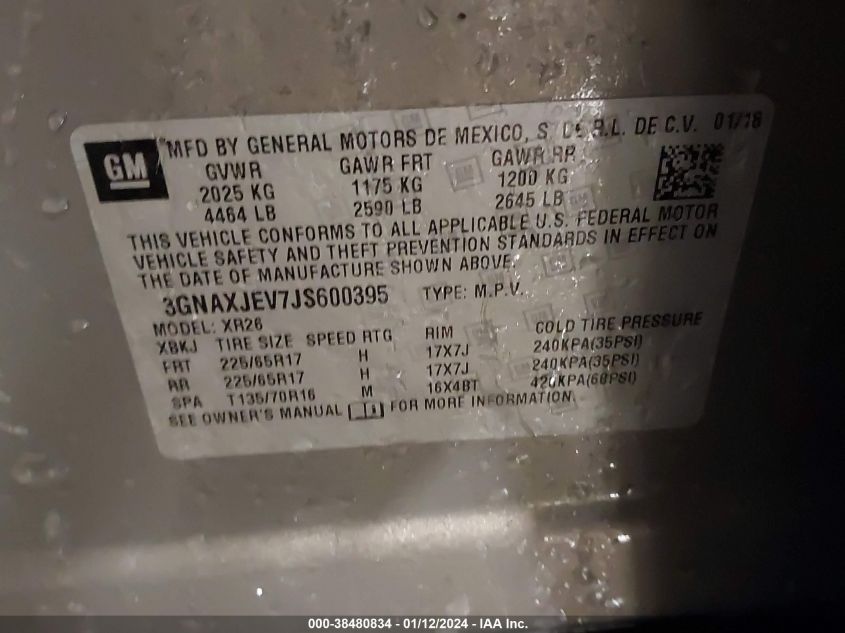 GM
MFD BY GENERAL MOTORS DE MEXICO, S. DE R.L. DE C.V. 01/18
GVWR GAWR FRT GAWR RR
2025 KG 1175 KG 1200 KG
4464 LB 2590 LB 2645 LB
THIS VEHICLE CONFORMS TO ALL APPLICABLE U.S. FEDERAL MOTOR
VEHICLE SAFETY AND THEFT PREVENTION STANDARDS IN EFFECT ON
THE DATE OF MANUFACTURE SHOWN ABOVE.
3GNAXJEV7JS600395 TYPE: M.P.V.
MODEL: XR26
XBKJ TIRE SIZE SPEED RTG RIM COLD TIRE PRESSURE
FRT 225/65R17 H 17X7J 240KPA(35PSI)
RR 225/65R17 H 17X7J 240KPA(35PSI)
SPA T135/70R16 M 16X4BT 420KPA(60PSI)
SEE OWNER'S MANUAL FOR MORE INFORMATION
000-38480834 - 01/12/2024 - IAA Inc.